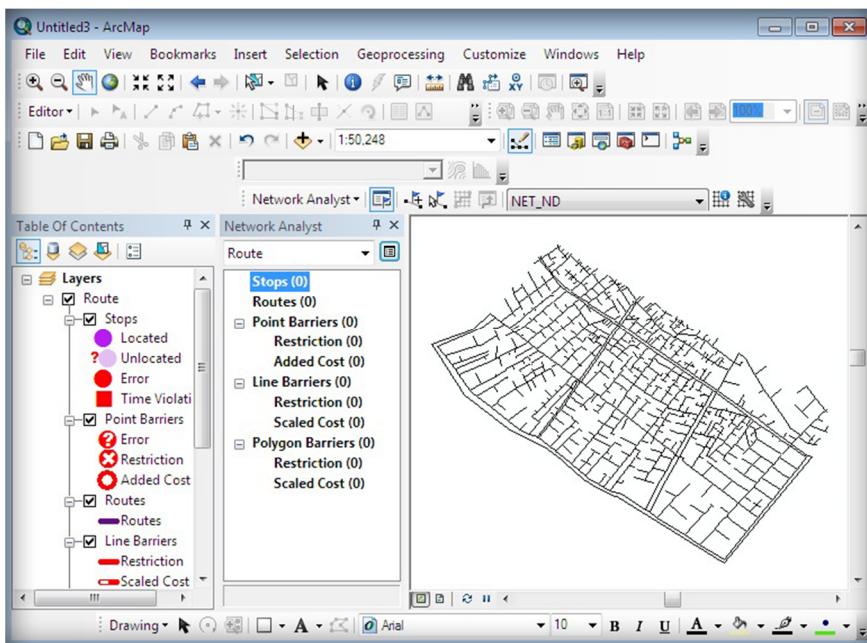 Untitled3 - ArcMap
File Edit View Bookmarks Insert Selection Geoprocessing Customize Windows Help
Editor 100%
1:50,248
Network Analyst NET_ND
Table Of Contents
Layers
Route
Stops
Located
Unlocated
Error
Time Violati
Point Barriers
Error
Restriction
Added Cost
Routes
Routes
Line Barriers
Restriction
Scaled Cost
Network Analyst
Route
Stops (0)
Routes (0)
Point Barriers (0)
Restriction (0)
Added Cost (0)
Line Barriers (0)
Restriction (0)
Scaled Cost (0)
Polygon Barriers (0)
Restriction (0)
Scaled Cost (0)
Drawing A Arial 10 B I U A